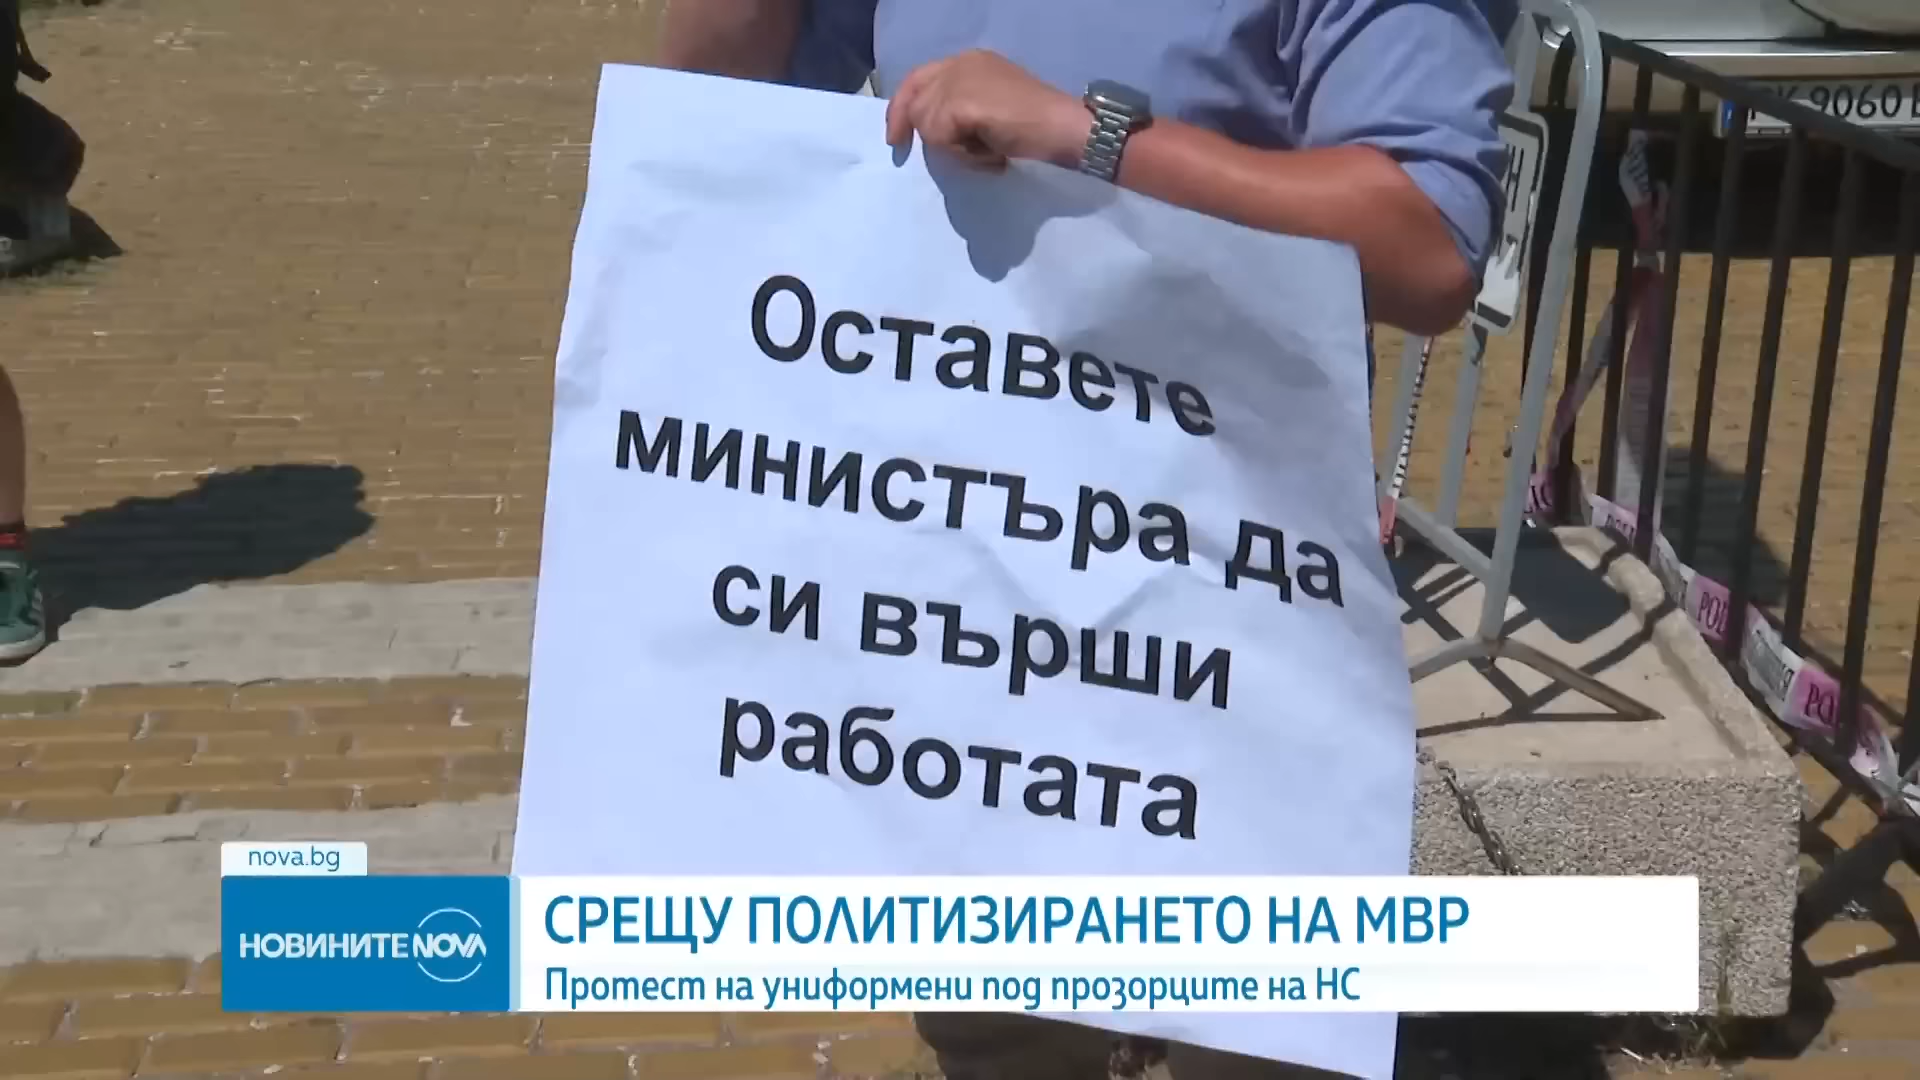 Оставете
министъра да
си върши
работата
9060
nova.bg
НОВИНИТЕ NOVA
СРЕЩУ ПОЛИТИЗИРАНЕТО НА МВР
Протест на униформени под прозорците на НС